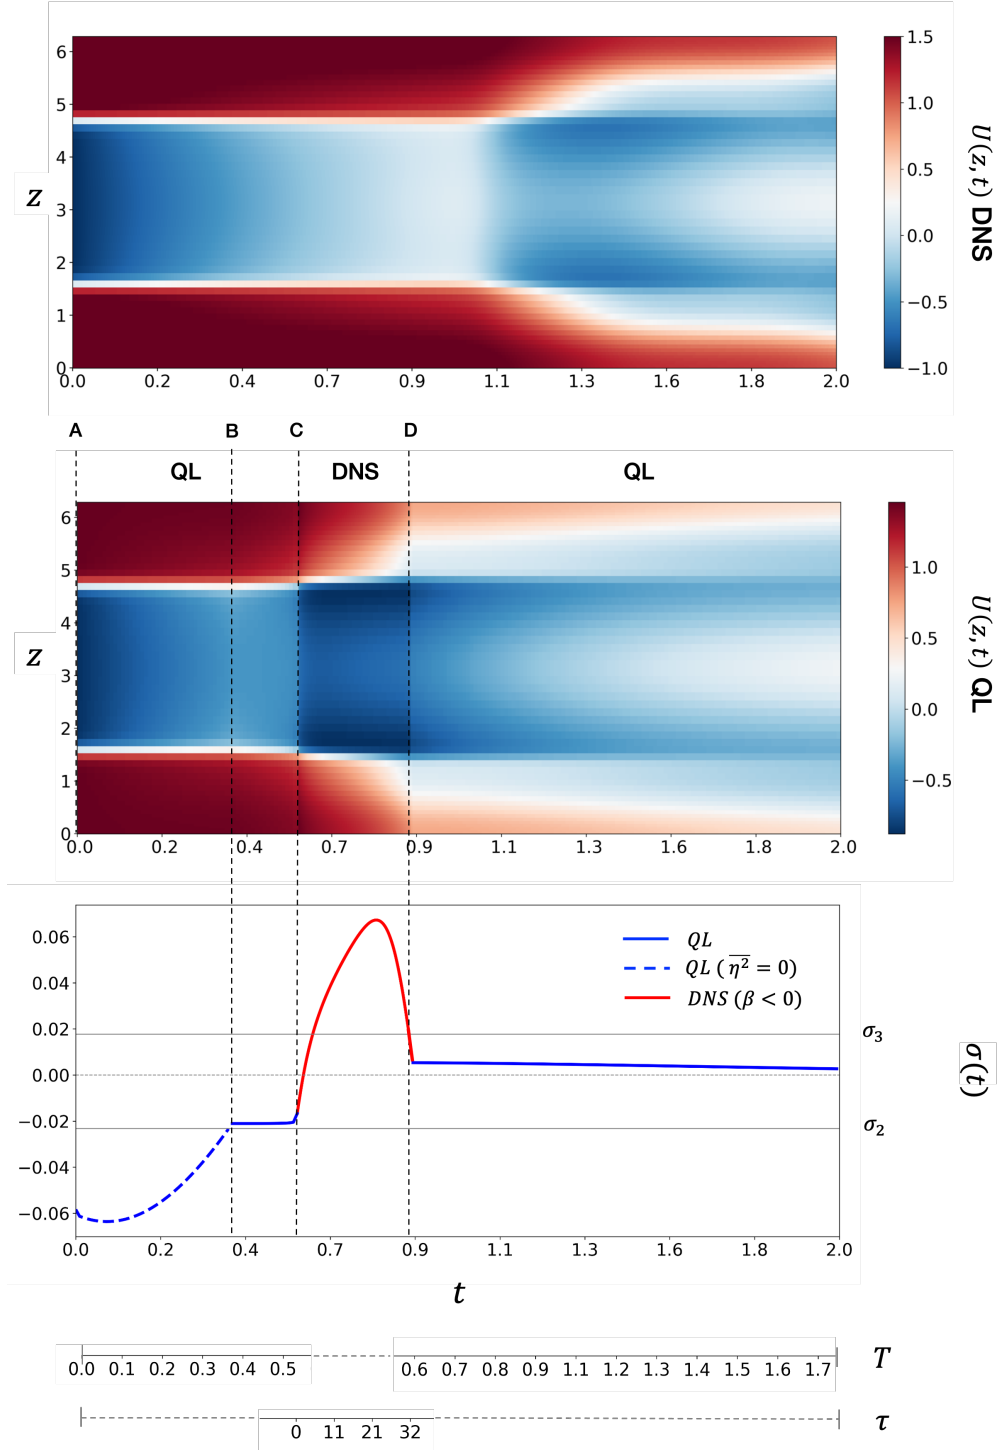 6
5
4
3
2
1
0
z
0.0 0.2 0.4 0.7 0.9 1.1 1.3 1.6 1.8 2.0
1.5
1.0
0.5
0.0
−0.5
−1.0
U(z, t) DNS
A B C D
QL DNS QL
6
5
4
3
2
1
0
z
0.0 0.2 0.4 0.7 0.9 1.1 1.3 1.6 1.8 2.0
1.0
0.5
0.0
−0.5
U(z, t) QL
0.06
0.04
0.02
0.00
−0.02
−0.04
−0.06
QL
QL (η̅²̅ = 0)
DNS (β < 0)
σ₃
σ₂
σ(t)
0.0 0.2 0.4 0.7 0.9 1.1 1.3 1.6 1.8 2.0
t
0.0 0.1 0.2 0.3 0.4 0.5 0.6 0.7 0.8 0.9 1.1 1.2 1.3 1.4 1.5 1.6 1.7 T
0 11 21 32 τ